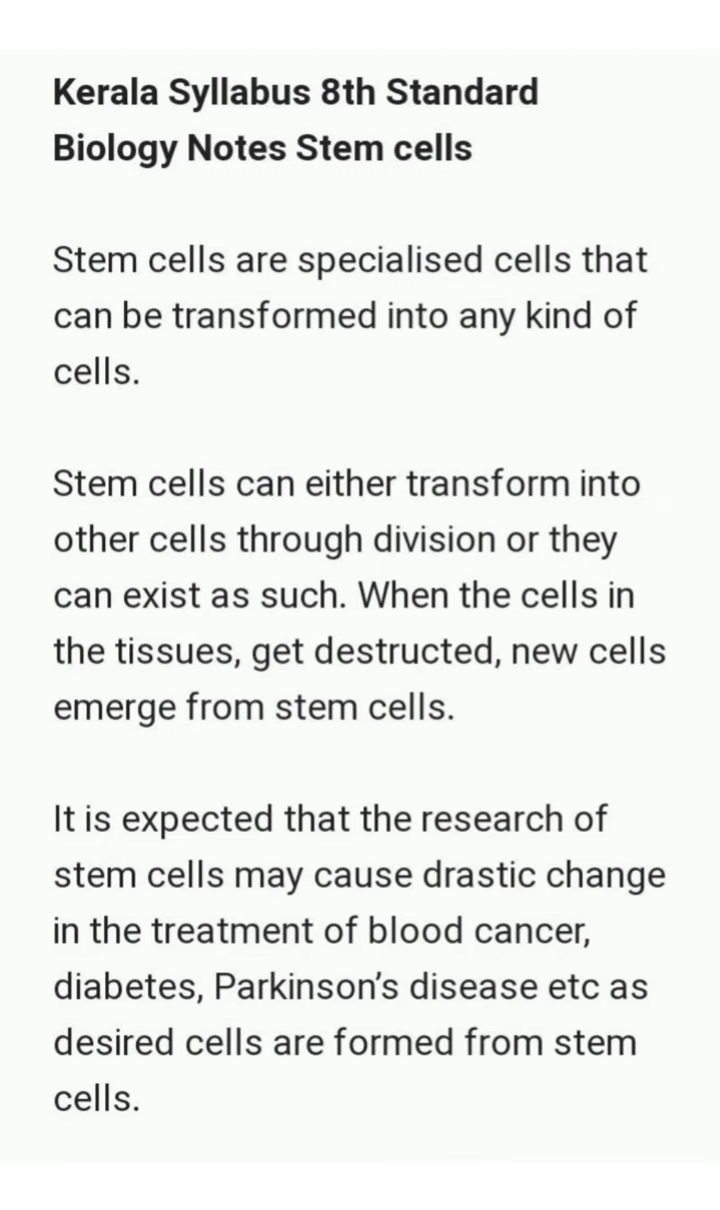 Kerala Syllabus 8th Standard
Biology Notes Stem cells
Stem cells are specialised cells that
can be transformed into any kind of
cells.
Stem cells can either transform into
other cells through division or they
can exist as such. When the cells in
the tissues, get destructed, new cells
emerge from stem cells.
It is expected that the research of
stem cells may cause drastic change
in the treatment of blood cancer,
diabetes, Parkinson’s disease etc as
desired cells are formed from stem
cells.